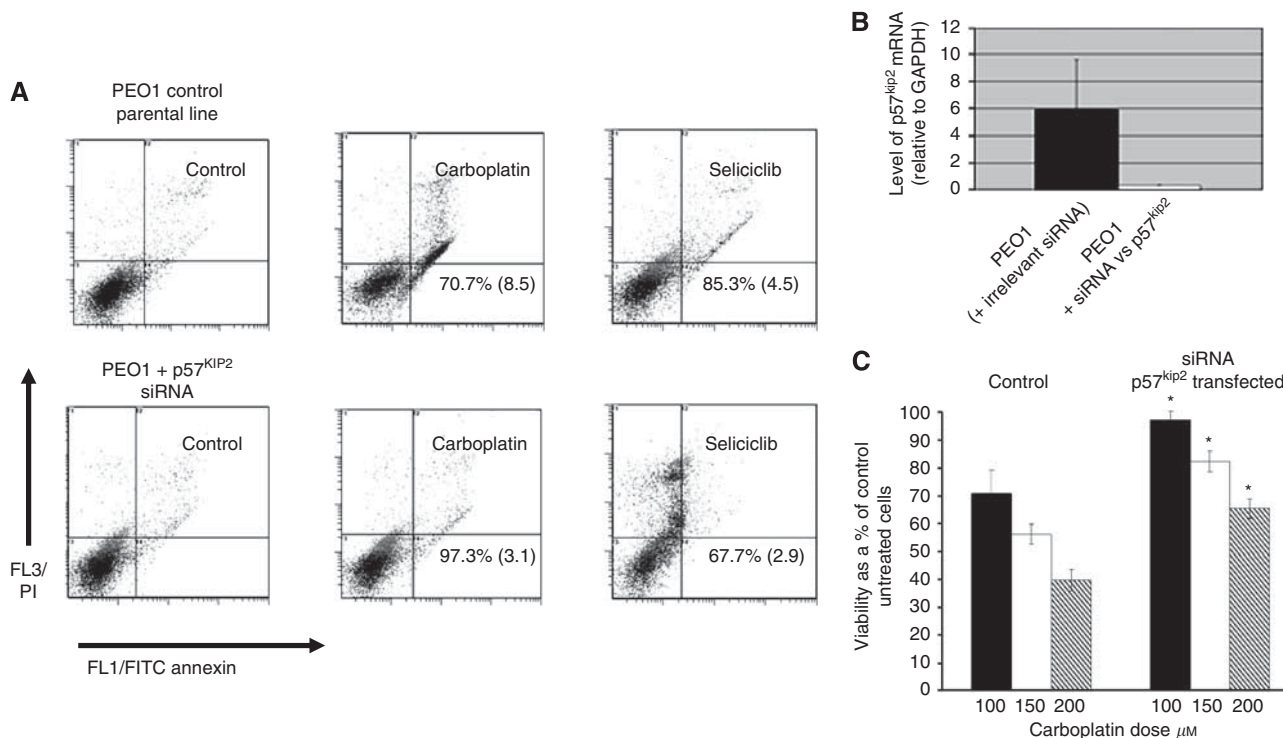 A
PEO1 control
parental line
Control
Carboplatin
70.7% (8.5)
Seliciclib
85.3% (4.5)
PEO1 + p57KIP2
siRNA
Control
Carboplatin
97.3% (3.1)
Seliciclib
67.7% (2.9)
FL3/
PI
FL1/FITC annexin
B
Level of p57kip2 mRNA
(relative to GAPDH)
12
10
8
6
4
2
0
PEO1
(+ irrelevant siRNA)
PEO1
+ siRNA vs p57kip2
C
Control
siRNA
p57kip2 transfected
Viability as a % of control
untreated cells
100
90
80
70
60
50
40
30
20
10
0
* * *
100 150 200 100 150 200
Carboplatin dose μM